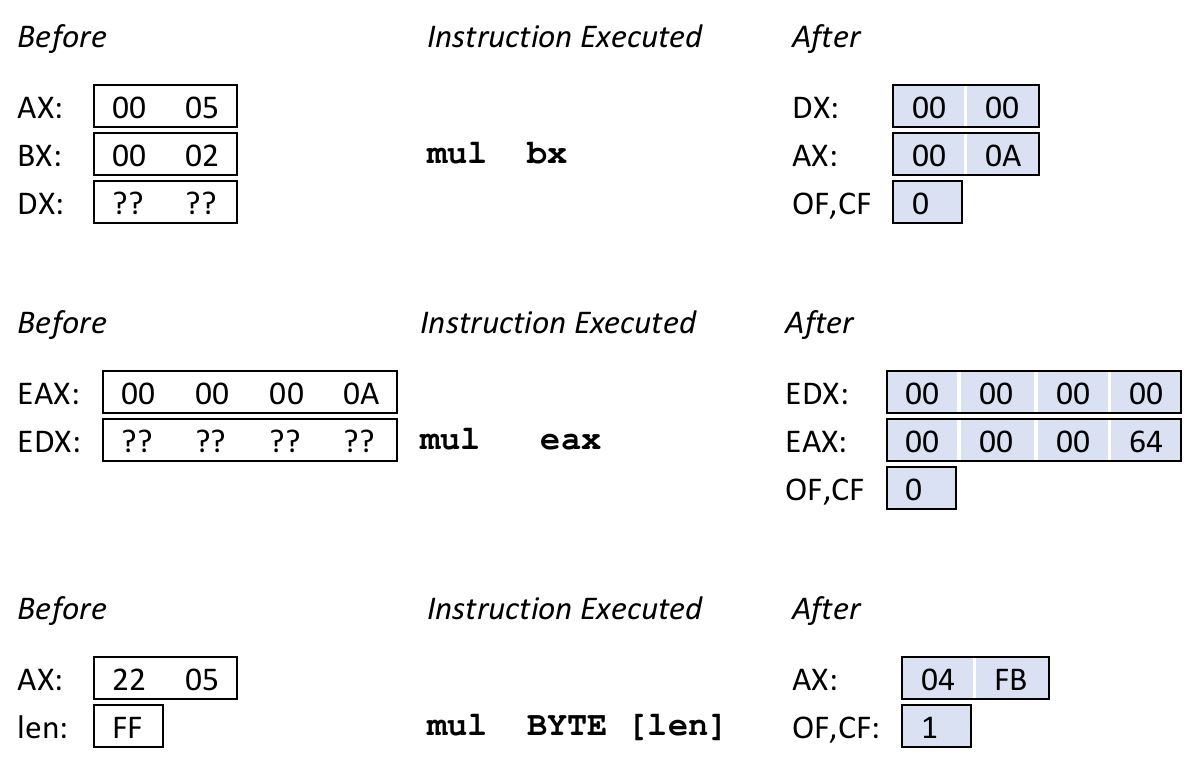 Before Instruction Executed After
AX: 00 05 DX: 00 00
BX: 00 02 mul bx AX: 00 0A
DX: ?? ?? OF,CF 0
Before Instruction Executed After
EAX: 00 00 00 0A EDX: 00 00 00 00
EDX: ?? ?? ?? ?? mul eax EAX: 00 00 00 64
OF,CF 0
Before Instruction Executed After
AX: 22 05 AX: 04 FB
len: FF mul BYTE [len] OF,CF: 1